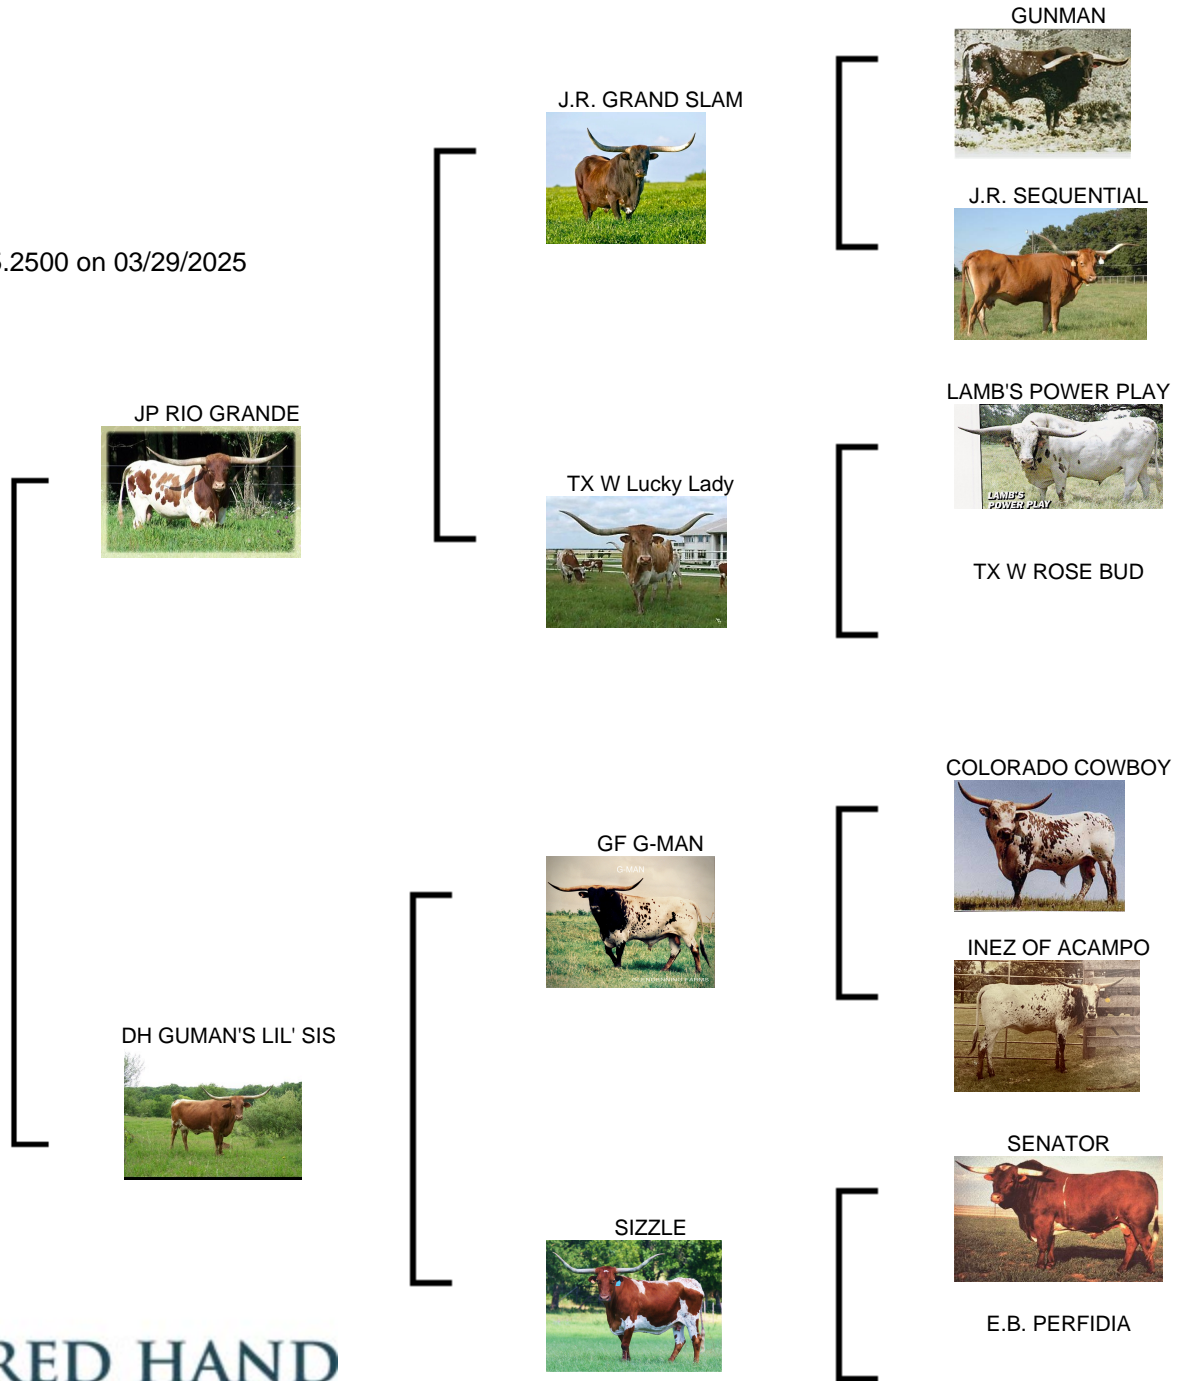 GUNMAN
J.R. GRAND SLAM
J.R. SEQUENTIAL
.2500 on 03/29/2025
LAMB'S POWER PLAY
JP RIO GRANDE
TX W Lucky Lady
LAMB'S
POWER PLAY
TX W ROSE BUD
COLORADO COWBOY
GF G-MAN
G-MAN
INEZ OF ACAMPO
DH GUMAN'S LIL' SIS
SENATOR
SIZZLE
E.B. PERFIDIA
RED HAND